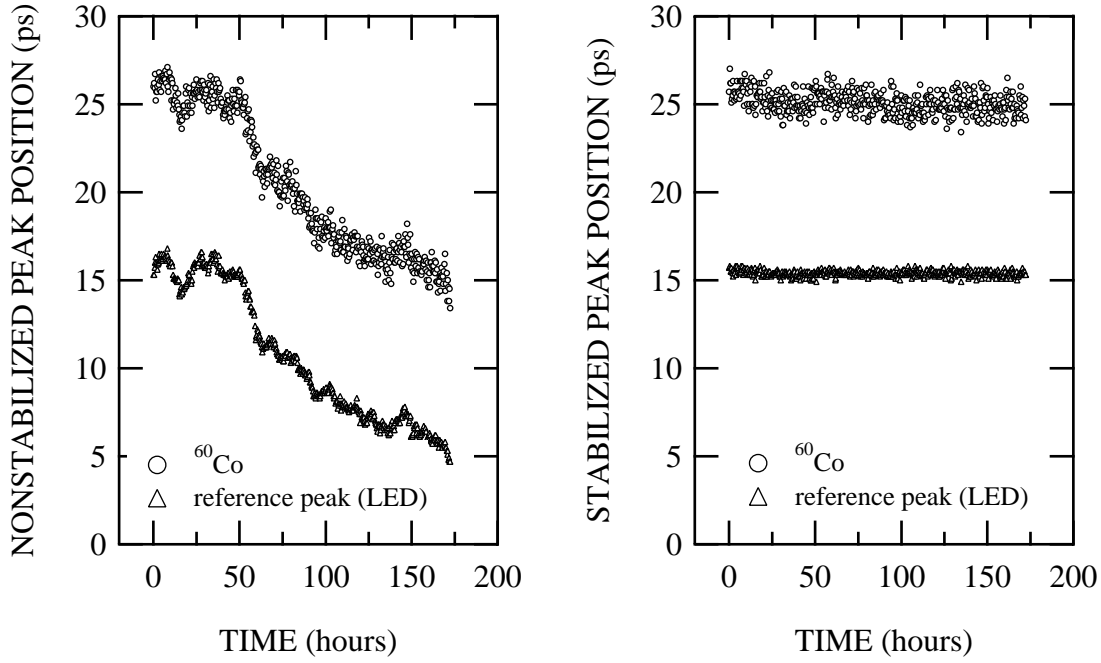 NONSTABILIZED PEAK POSITION (ps)
30
25
20
15
10
5
0
60Co
reference peak (LED)
0 50 100 150 200
TIME (hours)
STABILIZED PEAK POSITION (ps)
30
25
20
15
10
5
0
60Co
reference peak (LED)
0 50 100 150 200
TIME (hours)